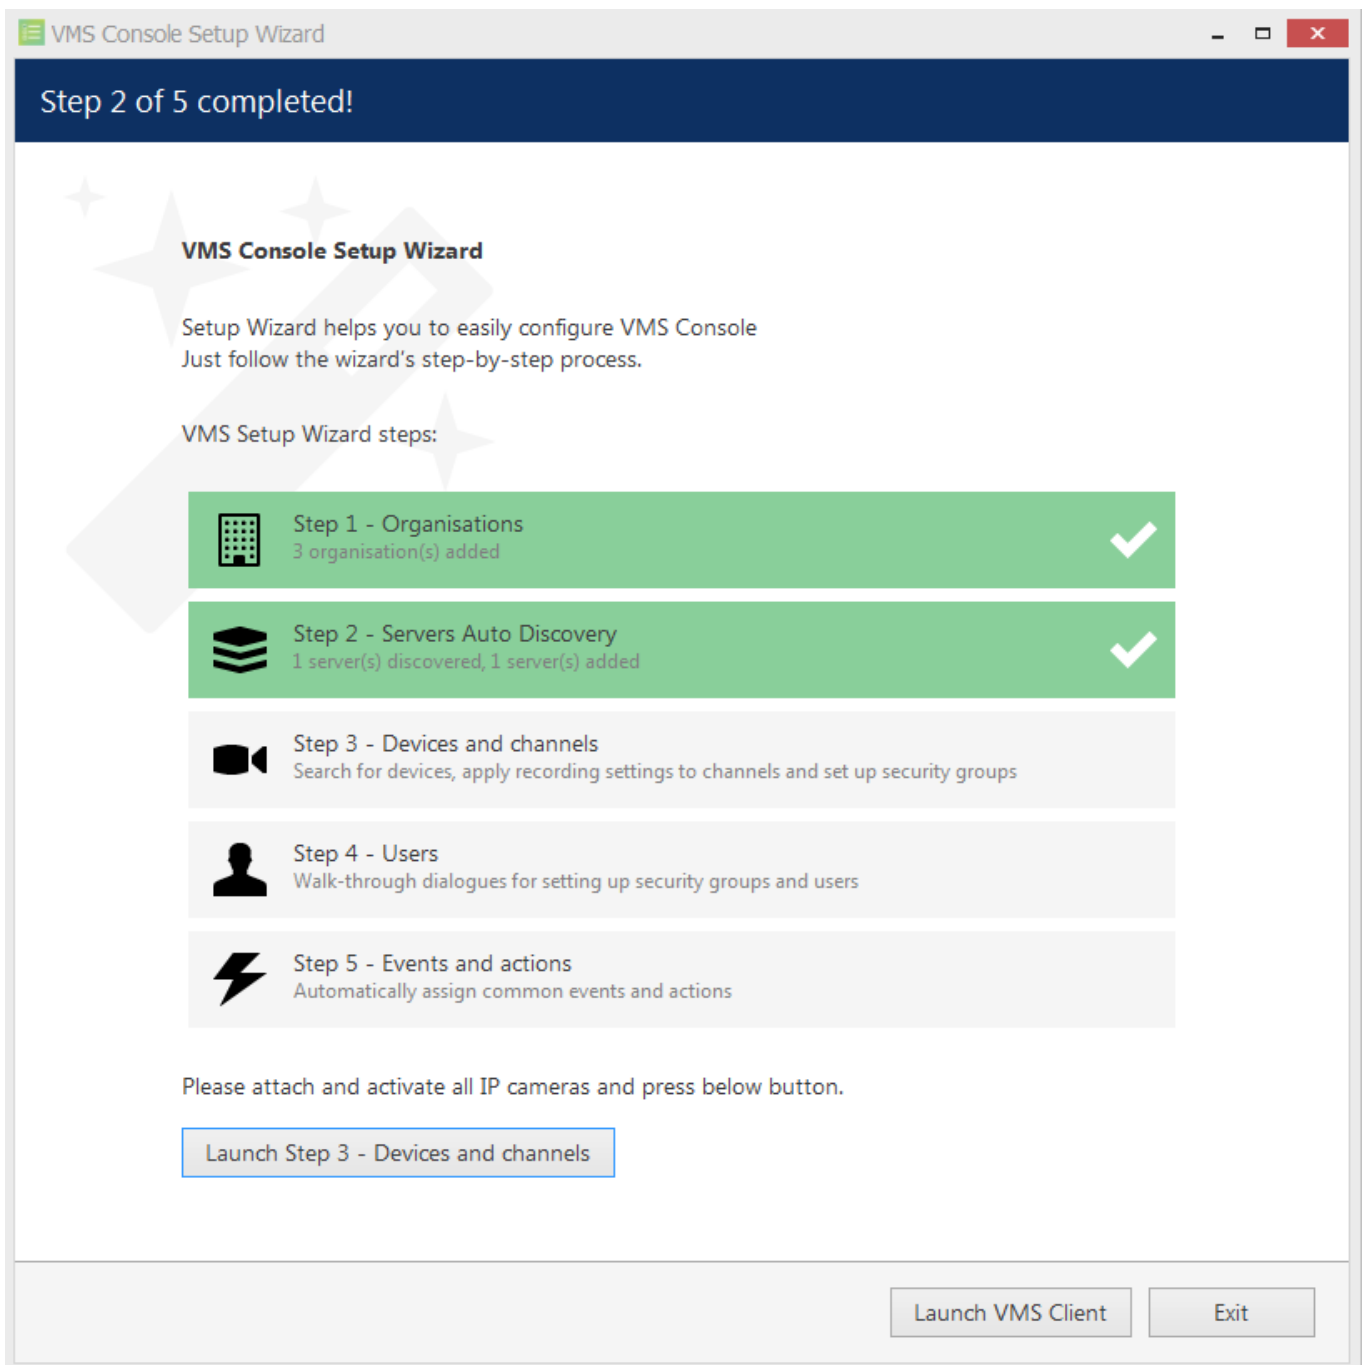 VMS Console Setup Wizard
Step 2 of 5 completed!
VMS Console Setup Wizard
Setup Wizard helps you to easily configure VMS Console
Just follow the wizard's step-by-step process.
VMS Setup Wizard steps:
Step 1 - Organisations
3 organisation(s) added
Step 2 - Servers Auto Discovery
1 server(s) discovered, 1 server(s) added
Step 3 - Devices and channels
Search for devices, apply recording settings to channels and set up security groups
Step 4 - Users
Walk-through dialogues for setting up security groups and users
Step 5 - Events and actions
Automatically assign common events and actions
Please attach and activate all IP cameras and press below button.
Launch Step 3 - Devices and channels
Launch VMS Client
Exit